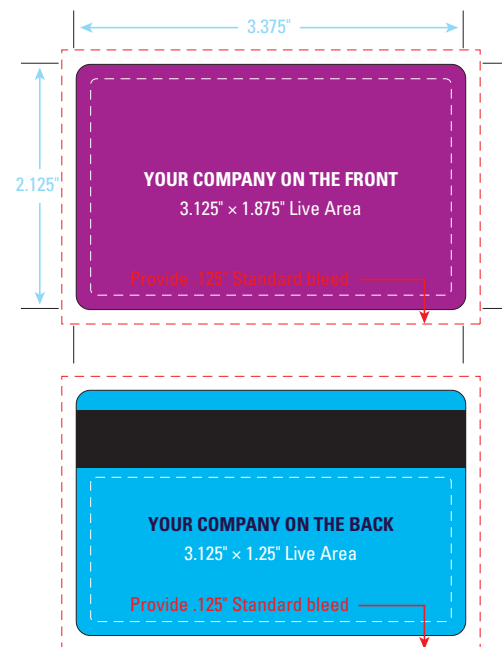 3.375"
2.125"
YOUR COMPANY ON THE FRONT
3.125" × 1.875" Live Area
Provide .125" Standard bleed
YOUR COMPANY ON THE BACK
3.125" × 1.25" Live Area
Provide .125" Standard bleed